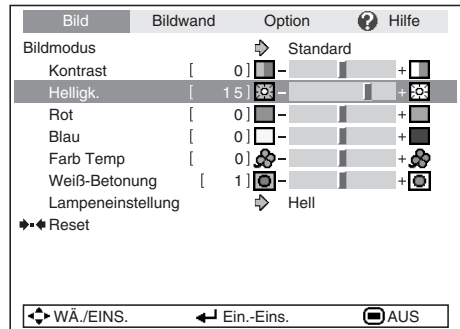 Bild Bildwand Option ? Hilfe
Bildmodus Standard
Kontrast [ 0] - +
Helligk. [ 15] - +
Rot [ 0] - +
Blau [ 0] - +
Farb Temp [ 0] - +
Weiß-Betonung [ 1] - +
Lampeneinstellung Hell
Reset
WÄ./EINS. Ein.-Eins. AUS